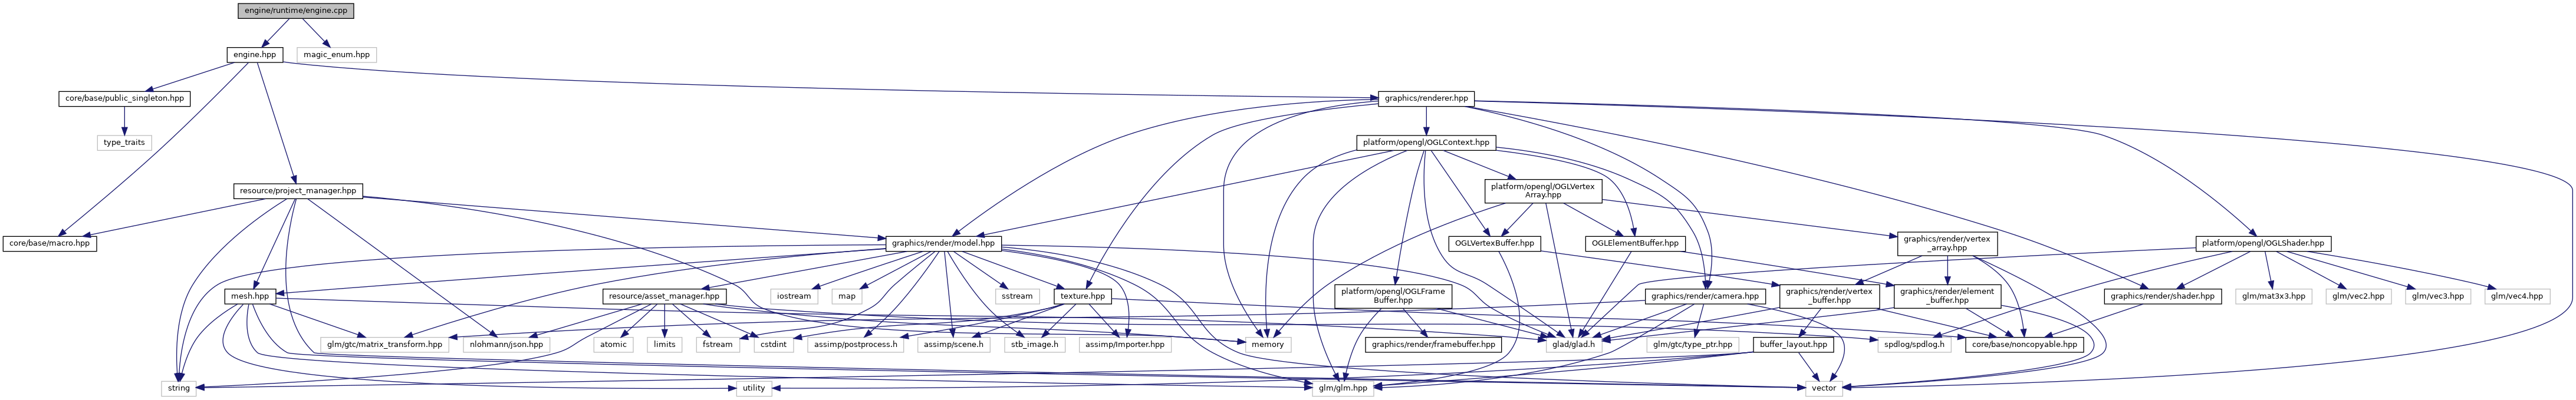 engine/runtime/engine.cpp
engine.hpp
magic_enum.hpp
core/base/public_singleton.hpp
graphics/renderer.hpp
type_traits
platform/opengl/OGLContext.hpp
resource/project_manager.hpp
platform/opengl/OGLVertex
Array.hpp
core/base/macro.hpp
graphics/render/model.hpp
OGLVertexBuffer.hpp
OGLElementBuffer.hpp
graphics/render/vertex
_array.hpp
platform/opengl/OGLShader.hpp
mesh.hpp
resource/asset_manager.hpp
iostream
map
sstream
texture.hpp
platform/opengl/OGLFrame
Buffer.hpp
graphics/render/camera.hpp
graphics/render/vertex
_buffer.hpp
graphics/render/element
_buffer.hpp
graphics/render/shader.hpp
glm/mat3x3.hpp
glm/vec2.hpp
glm/vec3.hpp
glm/vec4.hpp
glm/gtc/matrix_transform.hpp
nlohmann/json.hpp
atomic
limits
fstream
cstdint
assimp/postprocess.h
assimp/scene.h
stb_image.h
assimp/Importer.hpp
memory
graphics/render/framebuffer.hpp
glad/glad.h
glm/gtc/type_ptr.hpp
buffer_layout.hpp
spdlog/spdlog.h
core/base/noncopyable.hpp
string
utility
glm/glm.hpp
vector